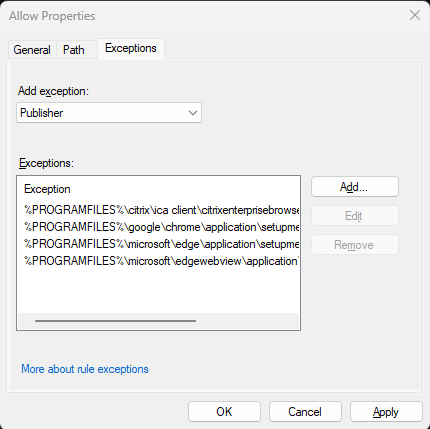 Allow Properties
General Path Exceptions
Add exception:
Publisher
Exceptions:
Exception
%PROGRAMFILES%\citrix\ica client\citrixenterprisebrowse
%PROGRAMFILES%\google\chrome\application\setupme
%PROGRAMFILES%\microsoft\edge\application\setupme
%PROGRAMFILES%\microsoft\edgewebview\application\
Add...
Edit
Remove
More about rule exceptions
OK Cancel Apply